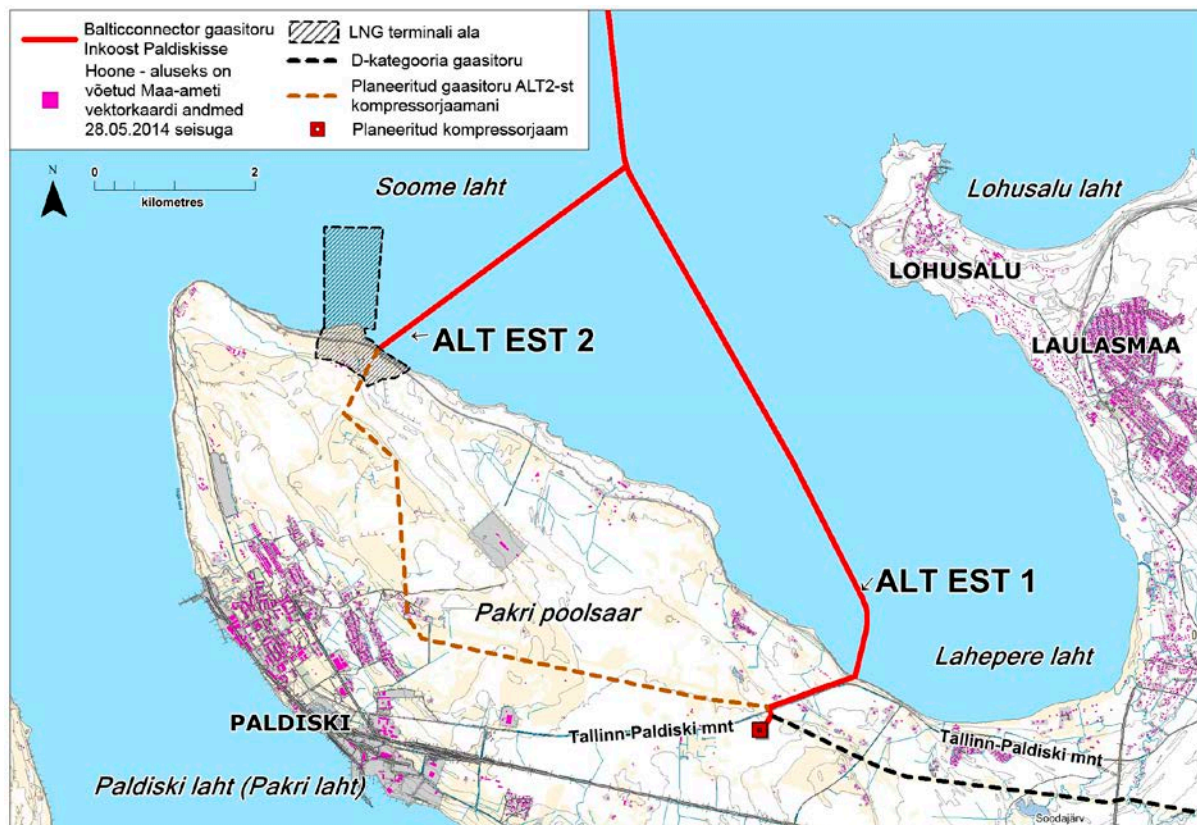 Balticconnector gaasitoru
Inkoost Paldiskisse
Hoone - aluseks on
võetud Maa-ameti
vektorkaardi andmed
28.05.2014 seisuga
LNG terminali ala
D-kategooria gaasitoru
Planeeritud gaasitoru ALT2-st
kompressorjaamani
Planeeritud kompressorjaam
N
0
2
kilometres
Soome laht
Lohusalu laht
LOHUSALU
LAULASMAA
←ALT EST 2
ALT EST 1
Pakri poolsaar
Lahepere laht
PALDISKI
Tallinn-Paldiski mnt
Tallinn-Paldiski mnt
Paldiski laht (Pakri laht)
Soodajärv